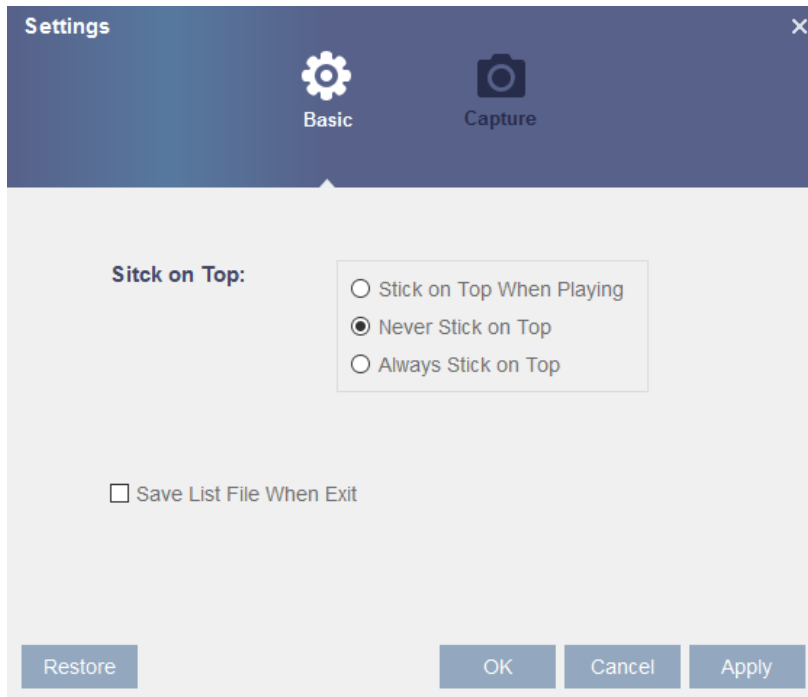 Settings
Basic
Capture
Sitck on Top:
Stick on Top When Playing
Never Stick on Top
Always Stick on Top
Save List File When Exit
Restore
OK
Cancel
Apply